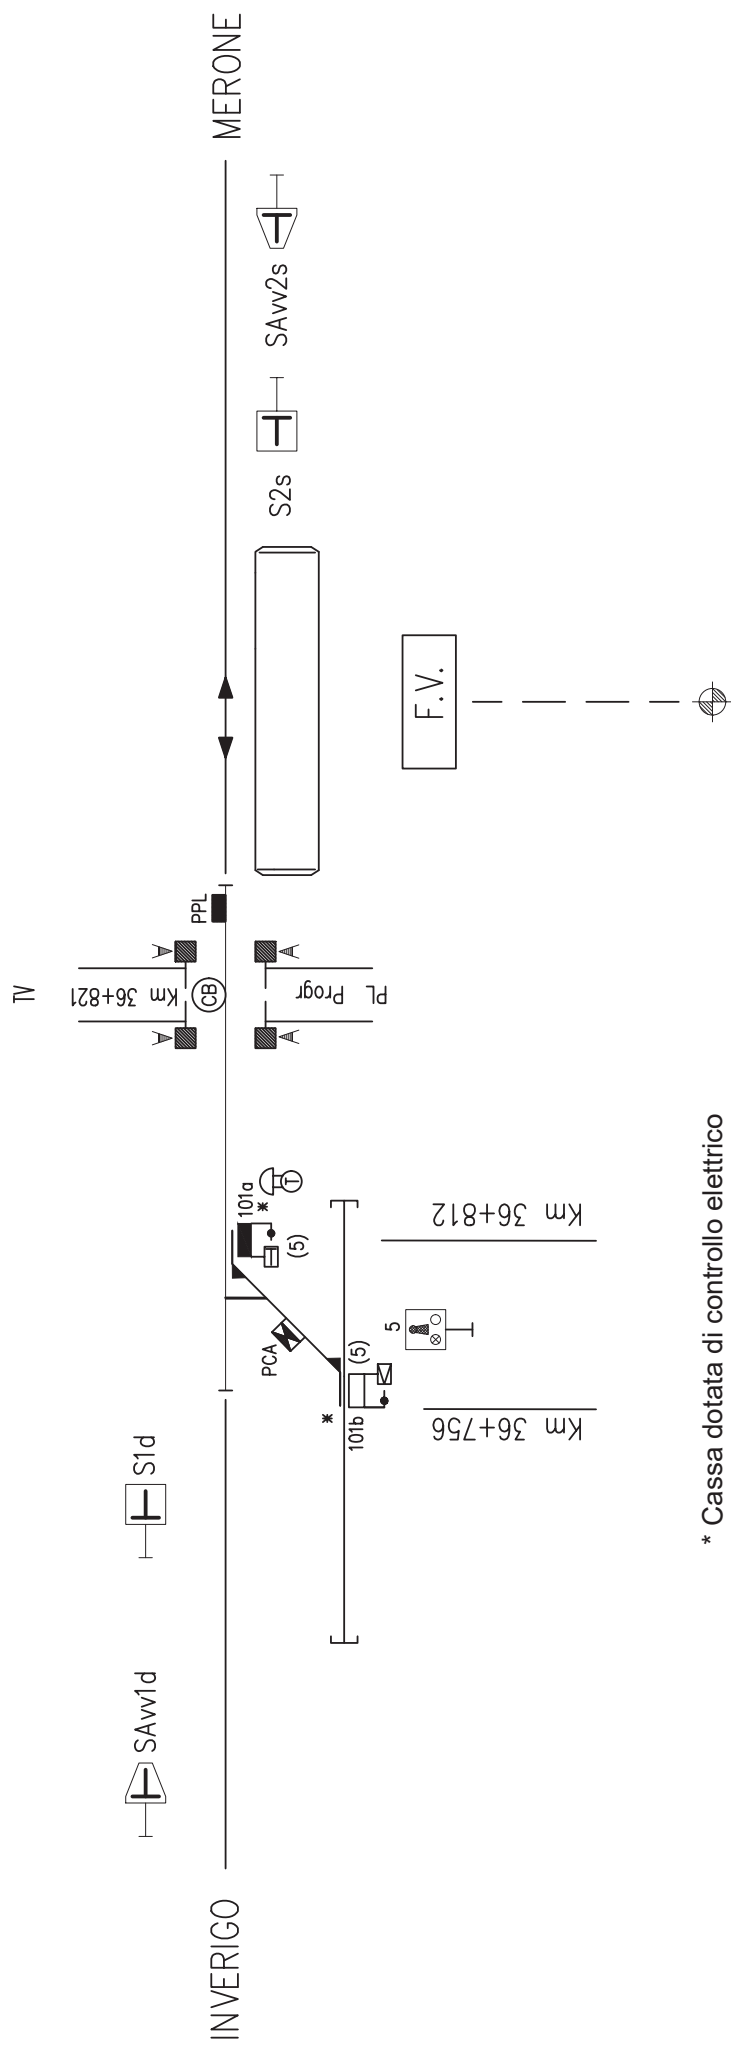 MERONE
SAvv2s
S2s
F.V.
PPL
TV
Km 36+821
CB
Progr
PL
101a
*
T
(5)
Km 36+812
PCA
5
(5)
*
101b
Km 36+756
S1d
SAvv1d
INVERIGO
* Cassa dotata di controllo elettrico